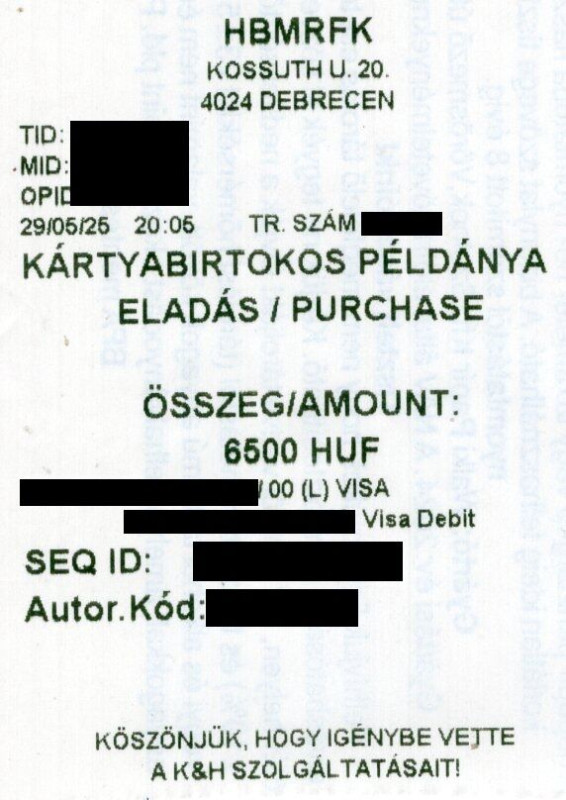 HBMRFK
KOSSUTH U. 20.
4024 DEBRECEN
TID:
MID:
OPID
29/05/25 20:05 TR. SZÁM
KÁRTYABIRTOKOS PÉLDÁNYA
ELADÁS / PURCHASE
ÖSSZEG/AMOUNT:
6500 HUF
/ 00 (L) VISA
Visa Debit
SEQ ID:
Autor.Kód:
KÖSZÖNJÜK, HOGY IGÉNYBE VETTE
A K&H SZOLGÁLTATÁSAIT!